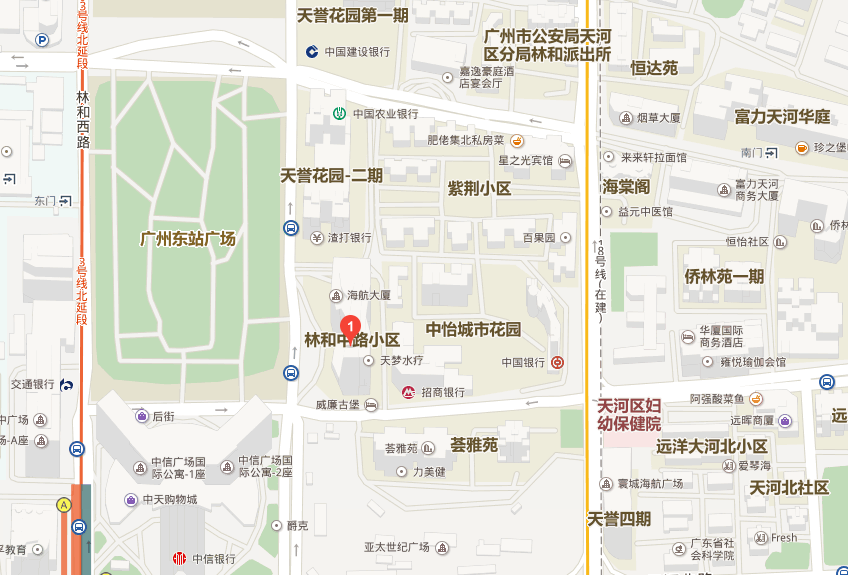 天誉花园第一期
3号线北延段
P
中国建设银行
广州市公安局天河
区分局林和派出所
嘉逸豪庭酒
店宴会厅
恒达苑
林和西路
中国农业银行
烟草大厦
富力天河华庭
肥佬集北私房菜
星之光宾馆
来来轩拉面馆
南门
珍之堡
天誉花园-二期
紫荆小区
海棠阁
富力天河
商务大厦
东门
益元中医馆
广州东站广场
渣打银行
百果园
恒怡社区
侨林
18号线(在建)
3号线北延段
侨林苑一期
海航大厦
1
林和中路小区
中怡城市花园
华厦国际
商务酒店
天梦水疗
中国银行
雍悦瑜伽会馆
交通银行
招商银行
威廉古堡
阿强酸菜鱼
后街
天河区妇
幼保健院
中广场
远晖商厦
远
场-A座
荟雅苑
荟雅苑
远洋大河北小区
中信广场国
际公寓-1座
中信广场国
际公寓-2座
力美健
爱琴海
寰城海航广场
天河北社区
中天购物城
A
爵克
天誉四期
亚太世纪广场
Fresh
孚教育
中信银行
广东省社
会科学院